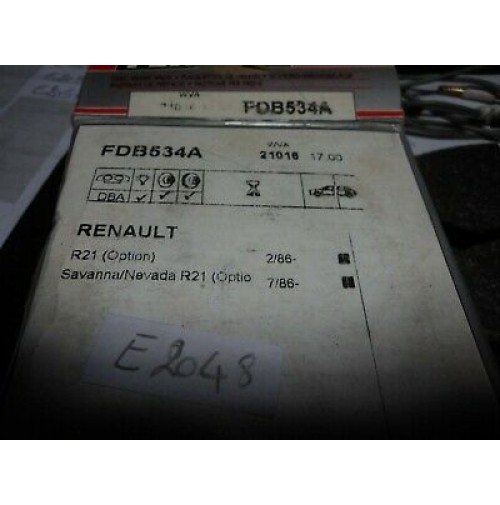 WVA
FDB534A
FDB534A
WVA
21016 17.00
DBA ✓ ✓ ✓
RENAULT
R21 (Option) 2/86-
Savanna/Nevada R21 (Optio 7/86-
E2048